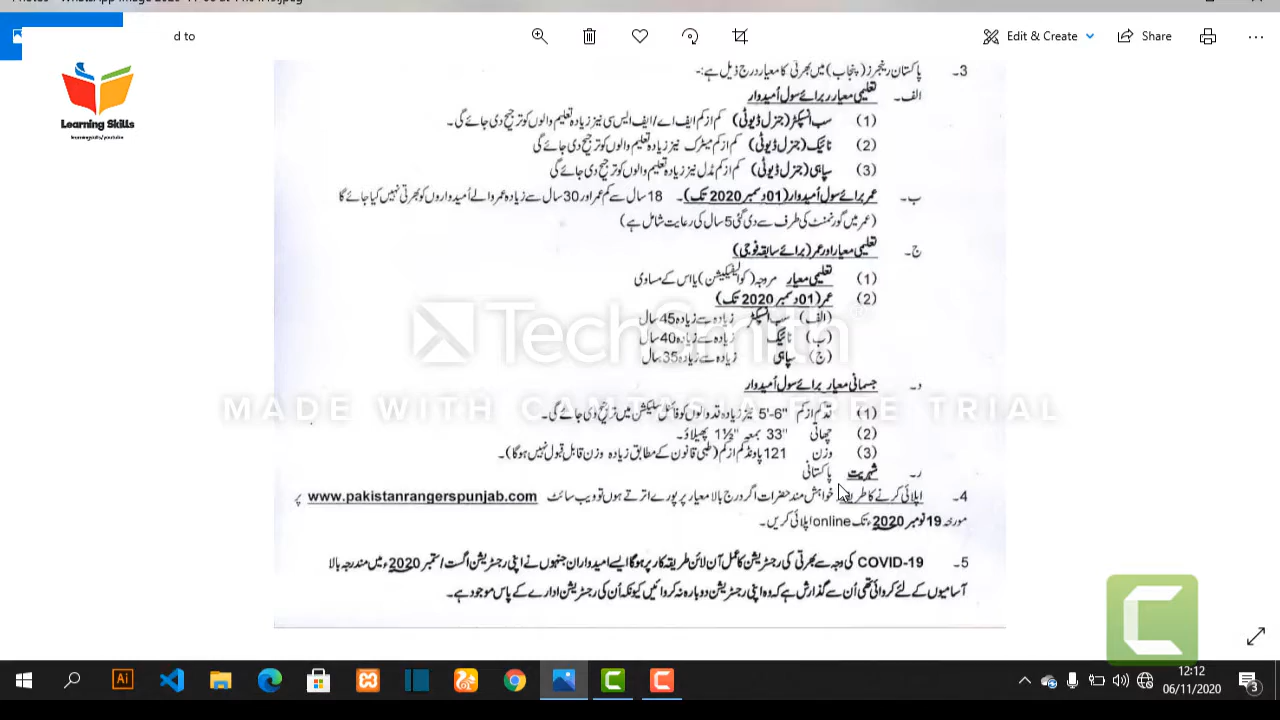 d to
Edit & Create
Share
Learning Skills
3۔ پاکستان رینجرز (پنجاب) میں بھرتی کا معیار درج ذیل ہے:-
الف۔ تعلیمی معیار برائے سول اُمیدوار
(1) سب انسپکٹر (جنرل ڈیوٹی) کم از کم ایف اے/ایف ایس سی نیز زیادہ تعلیم والوں کو ترجیح دی جائے گی۔
(2) نائیک (جنرل ڈیوٹی) کم از کم میٹرک نیز زیادہ تعلیم والوں کو ترجیح دی جائے گی
(3) سپاہی (جنرل ڈیوٹی) کم از کم مڈل نیز زیادہ تعلیم والوں کو ترجیح دی جائے گی
ب۔ عمر برائے سول اُمیدوار (01 دسمبر 2020 تک)۔ 18 سال سے کم عمر اور 30 سال سے زیادہ عمر والے اُمیدواروں کو بھرتی نہیں کیا جائے گا
(عمر میں گورنمنٹ کی طرف سے دی گئی 5 سال کی رعایت شامل ہے)
ج۔ تعلیمی معیار اور عمر (برائے سابقہ فوجی)
(1) تعلیمی معیار مروجہ (کوالیفکیشن) یا اس کے مساوی
(2) عمر (01 دسمبر 2020 تک)
(الف) سب انسپکٹر زیادہ سے زیادہ 45 سال
(ب) نائیک زیادہ سے زیادہ 40 سال
(ج) سپاہی زیادہ سے زیادہ 35 سال
TechSmith
د۔ جسمانی معیار برائے سول اُمیدوار
MADE WITH CAMTASIA FREE TRIAL
(1) قد کم از کم 5'-6" نیز زیادہ قد والوں کو فائنل سلیکشن میں ترجیح دی جائے گی۔
(2) چھاتی 33" بمعہ 1½" پھیلاؤ۔
(3) وزن 121 پاونڈ کم از کم (طبی قانون کے مطابق زیادہ وزن قابل قبول نہیں ہوگا)۔
ر۔ شہریت پاکستانی
4۔ اپلائی کرنے کا طریقہ خواہش مند حضرات اگر درج بالا معیار پر پورے اترتے ہوں تو ویب سائٹ www.pakistanrangerspunjab.com پر
مورخہ 19 نومبر 2020ء تک online اپلائی کریں۔
5۔ COVID-19 کی وجہ سے بھرتی کی رجسٹریشن کا عمل آن لائن طریقہ کار پر ہوگا ایسے امیدواران جنہوں نے اپنی رجسٹریشن اگست/ستمبر 2020ء میں مندرجہ بالا
آسامیوں کے لئے کروائی تھی اُن سے گذارش ہے کہ وہ اپنی رجسٹریشن دوبارہ نہ کروائیں کیونکہ اُن کی رجسٹریشن ادارے کے پاس موجود ہے۔
12:12
06/11/2020
3